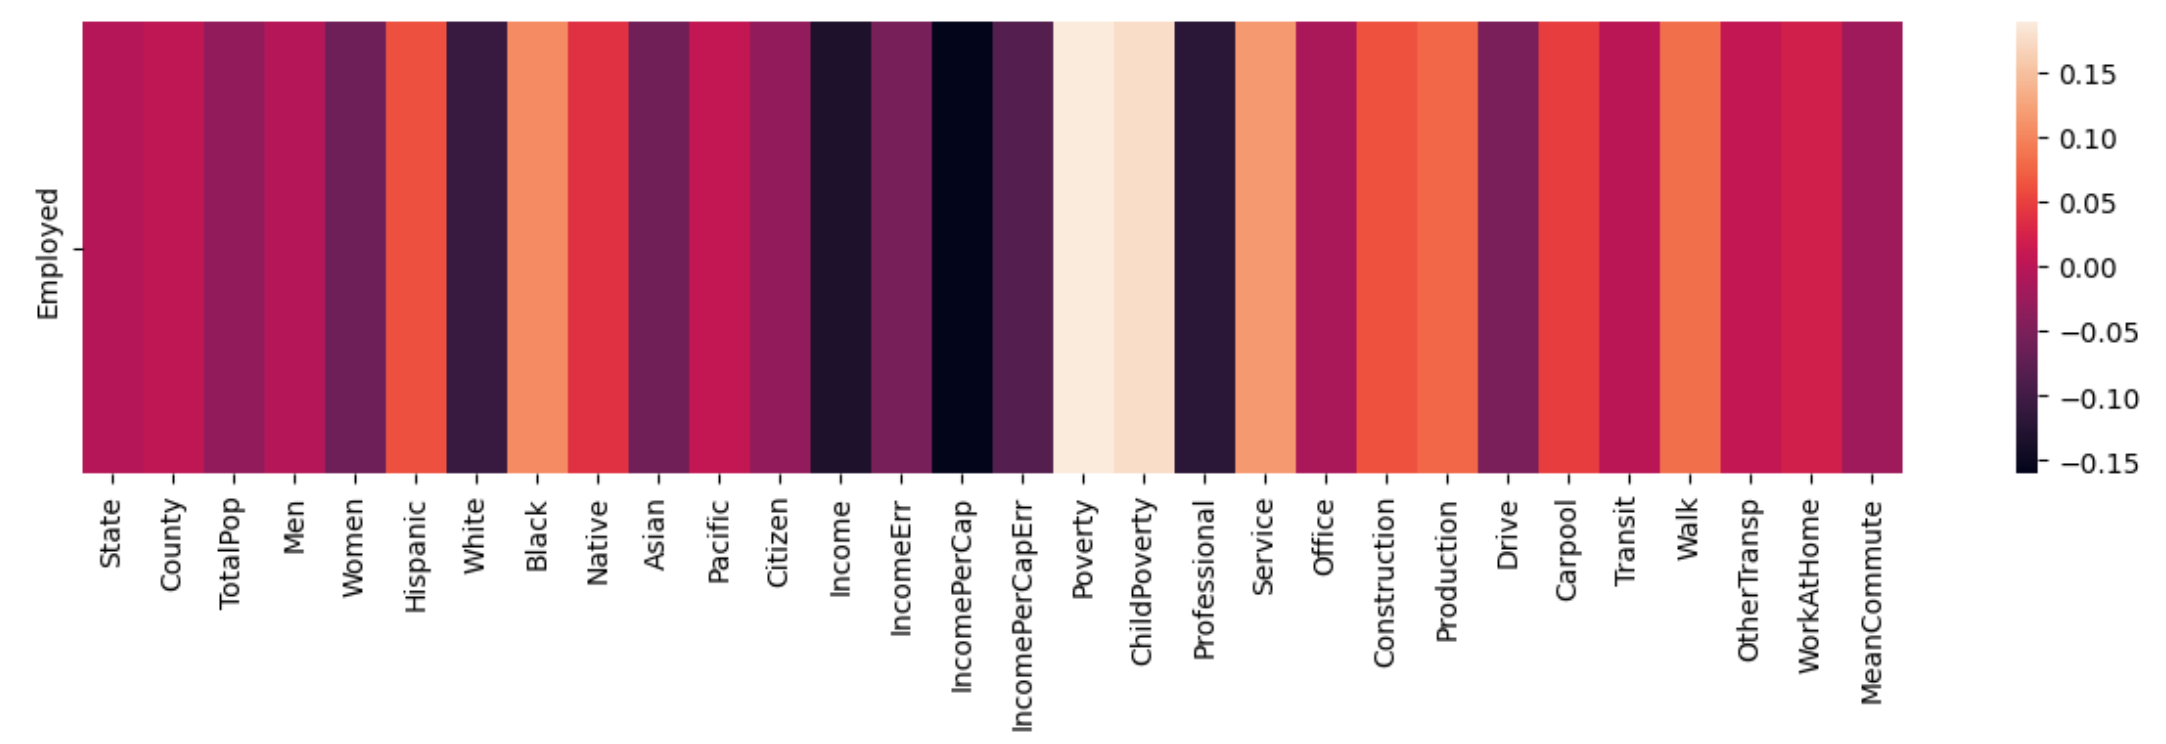 Employed
State
County
TotalPop
Men
Women
Hispanic
White
Black
Native
Asian
Pacific
Citizen
Income
IncomeErr
IncomePerCap
IncomePerCapErr
Poverty
ChildPoverty
Professional
Service
Office
Construction
Production
Drive
Carpool
Transit
Walk
OtherTransp
WorkAtHome
MeanCommute
0.15
0.10
0.05
0.00
−0.05
−0.10
−0.15